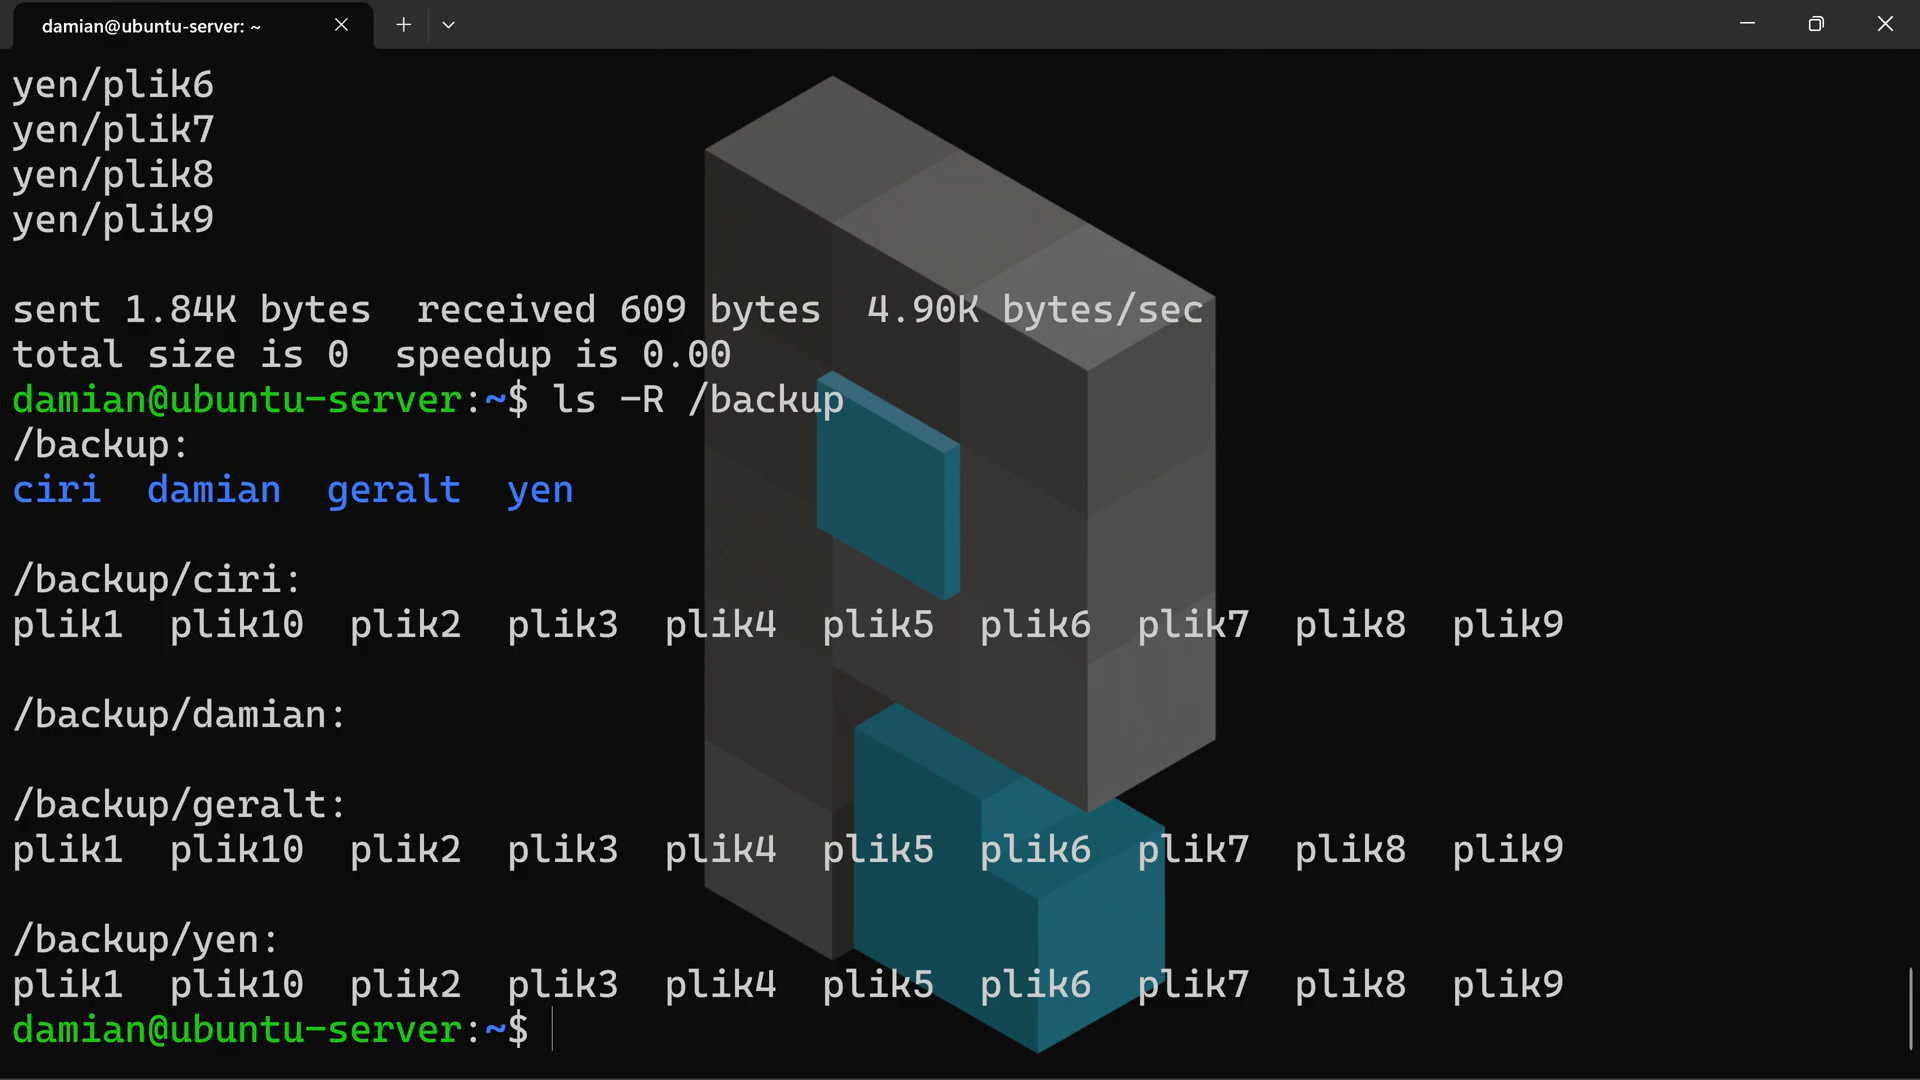 damian@ubuntu-server: ~
yen/plik6
yen/plik7
yen/plik8
yen/plik9
sent 1.84K bytes  received 609 bytes  4.90K bytes/sec
total size is 0  speedup is 0.00
damian@ubuntu-server:~$ ls -R /backup
/backup:
ciri  damian  geralt  yen
/backup/ciri:
plik1  plik10  plik2  plik3  plik4  plik5  plik6  plik7  plik8  plik9
/backup/damian:
/backup/geralt:
plik1  plik10  plik2  plik3  plik4  plik5  plik6  plik7  plik8  plik9
/backup/yen:
plik1  plik10  plik2  plik3  plik4  plik5  plik6  plik7  plik8  plik9
damian@ubuntu-server:~$